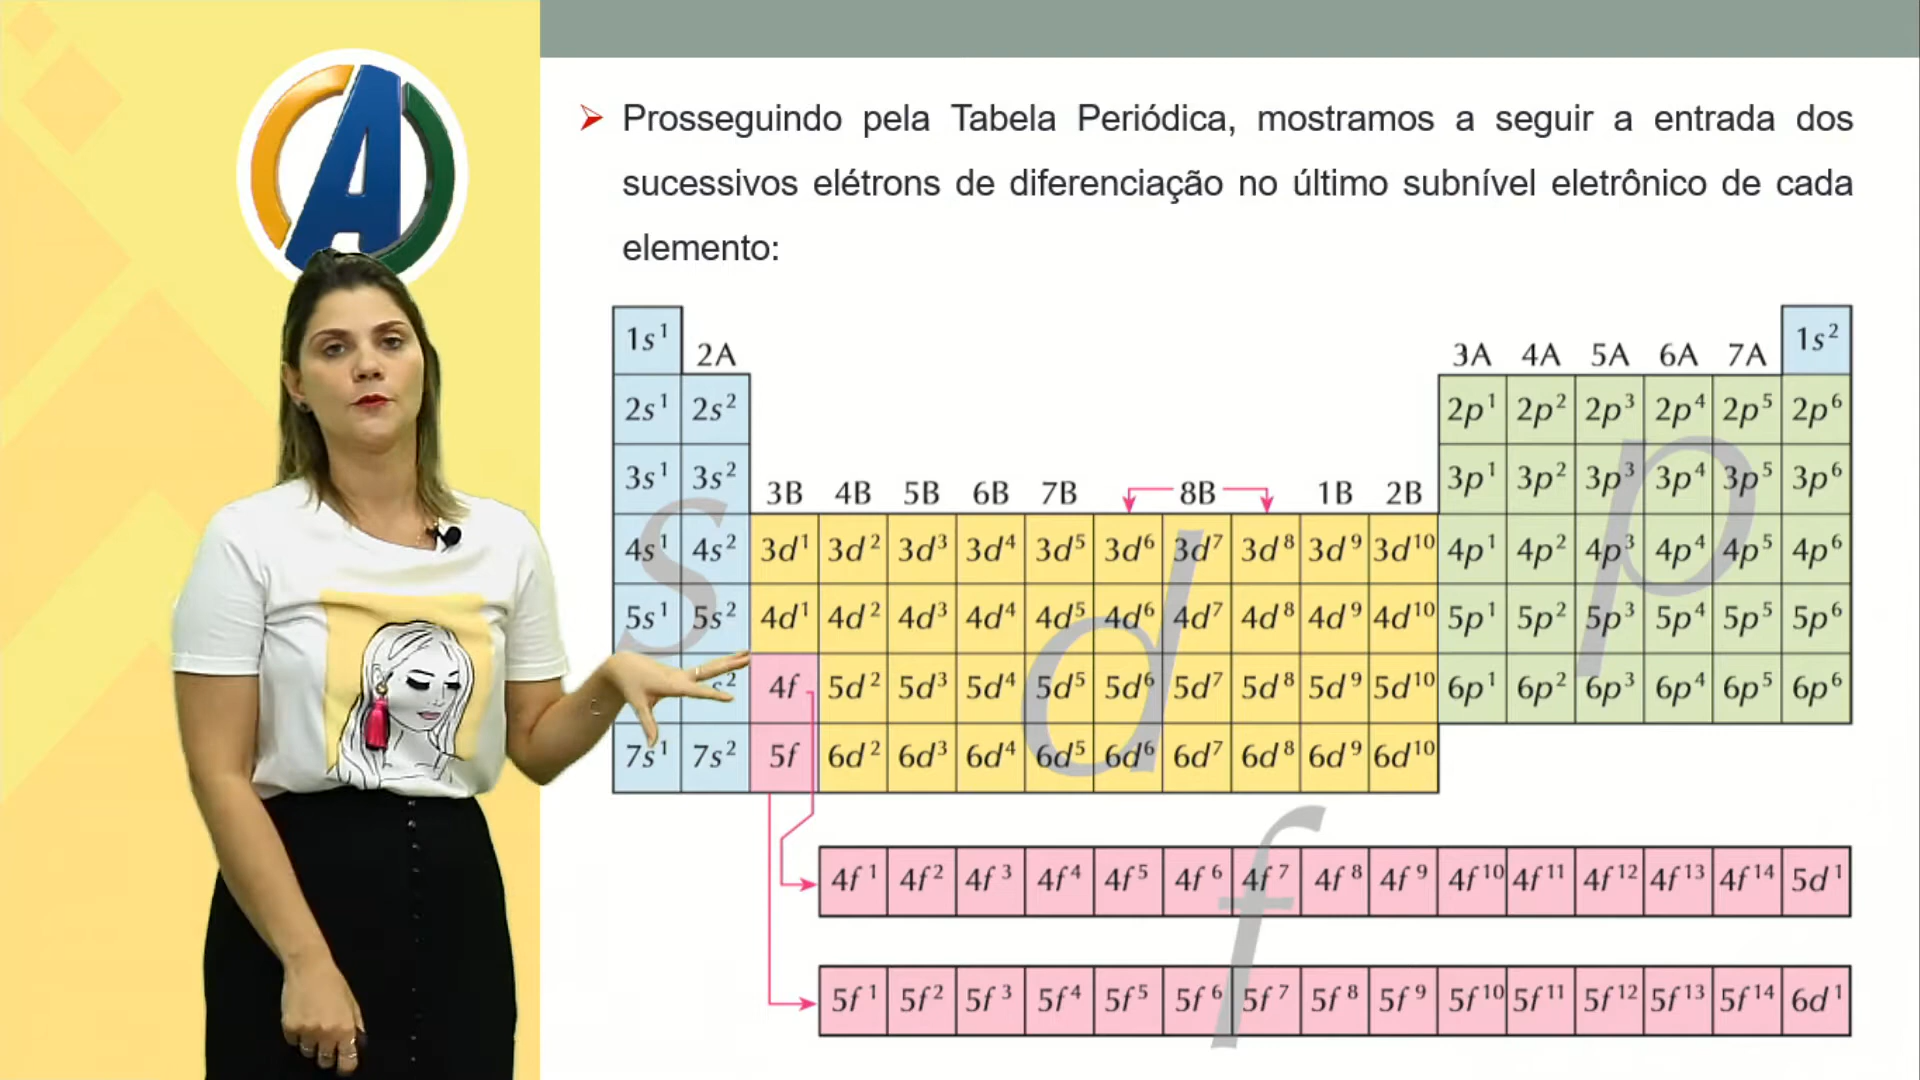 A
Prosseguindo pela Tabela Periódica, mostramos a seguir a entrada dos
sucessivos elétrons de diferenciação no último subnível eletrônico de cada
elemento:
1s¹ 1s²
2A 3A 4A 5A 6A 7A
2s¹ 2s² 2p¹ 2p² 2p³ 2p⁴ 2p⁵ 2p⁶
3s¹ 3s² 3p¹ 3p² 3p³ 3p⁴ 3p⁵ 3p⁶
3B 4B 5B 6B 7B 8B 1B 2B
4s¹ 4s² 3d¹ 3d² 3d³ 3d⁴ 3d⁵ 3d⁶ 3d⁷ 3d⁸ 3d⁹ 3d¹⁰ 4p¹ 4p² 4p³ 4p⁴ 4p⁵ 4p⁶
5s¹ 5s² 4d¹ 4d² 4d³ 4d⁴ 4d⁵ 4d⁶ 4d⁷ 4d⁸ 4d⁹ 4d¹⁰ 5p¹ 5p² 5p³ 5p⁴ 5p⁵ 5p⁶
4f 5d² 5d³ 5d⁴ 5d⁵ 5d⁶ 5d⁷ 5d⁸ 5d⁹ 5d¹⁰ 6p¹ 6p² 6p³ 6p⁴ 6p⁵ 6p⁶
7s¹ 7s² 5f 6d² 6d³ 6d⁴ 6d⁵ 6d⁶ 6d⁷ 6d⁸ 6d⁹ 6d¹⁰
s d p
4f¹ 4f² 4f³ 4f⁴ 4f⁵ 4f⁶ 4f⁷ 4f⁸ 4f⁹ 4f¹⁰ 4f¹¹ 4f¹² 4f¹³ 4f¹⁴ 5d¹
f
5f¹ 5f² 5f³ 5f⁴ 5f⁵ 5f⁶ 5f⁷ 5f⁸ 5f⁹ 5f¹⁰ 5f¹¹ 5f¹² 5f¹³ 5f¹⁴ 6d¹